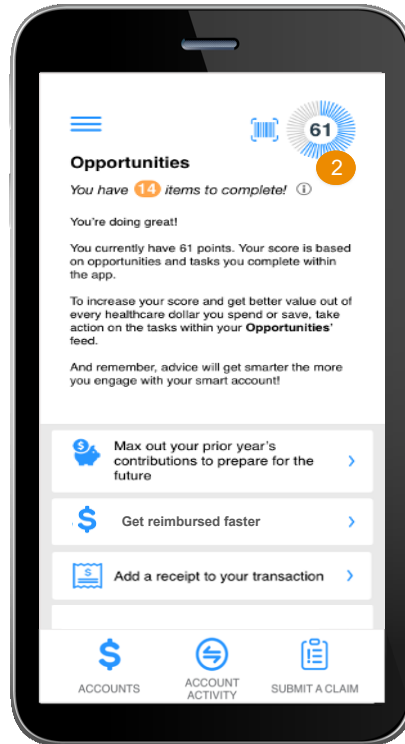 61
2
Opportunities
You have 14 items to complete!
You're doing great!
You currently have 61 points. Your score is based
on opportunities and tasks you complete within
the app.
To increase your score and get better value out of
every healthcare dollar you spend or save, take
action on the tasks within your Opportunities'
feed.
And remember, advice will get smarter the more
you engage with your smart account!
Max out your prior year's
contributions to prepare for the
future
Get reimbursed faster
Add a receipt to your transaction
ACCOUNTS
ACCOUNT
ACTIVITY
SUBMIT A CLAIM